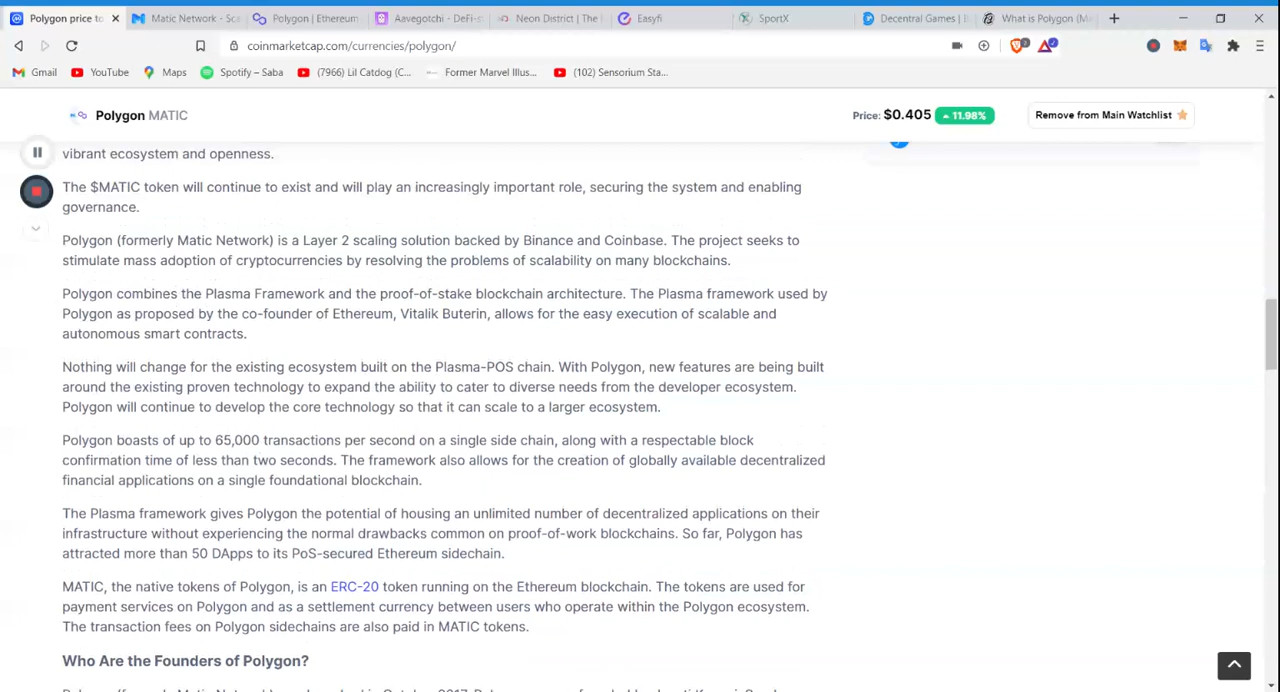 Polygon price to
Matic Network - Sca
Polygon | Ethereum
Aavegotchi - DeFi-s
Neon District | The
Easyfi
SportX
Decentral Games | B
What is Polygon (Ma
coinmarketcap.com/currencies/polygon/
Gmail
YouTube
Maps
Spotify – Saba
(7966) Lil Catdog (C...
Former Marvel Illus...
(102) Sensorium Sta...
Polygon MATIC
Price: $0.405 11.98%
Remove from Main Watchlist
vibrant ecosystem and openness.
The $MATIC token will continue to exist and will play an increasingly important role, securing the system and enabling
governance.
Polygon (formerly Matic Network) is a Layer 2 scaling solution backed by Binance and Coinbase. The project seeks to
stimulate mass adoption of cryptocurrencies by resolving the problems of scalability on many blockchains.
Polygon combines the Plasma Framework and the proof-of-stake blockchain architecture. The Plasma framework used by
Polygon as proposed by the co-founder of Ethereum, Vitalik Buterin, allows for the easy execution of scalable and
autonomous smart contracts.
Nothing will change for the existing ecosystem built on the Plasma-POS chain. With Polygon, new features are being built
around the existing proven technology to expand the ability to cater to diverse needs from the developer ecosystem.
Polygon will continue to develop the core technology so that it can scale to a larger ecosystem.
Polygon boasts of up to 65,000 transactions per second on a single side chain, along with a respectable block
confirmation time of less than two seconds. The framework also allows for the creation of globally available decentralized
financial applications on a single foundational blockchain.
The Plasma framework gives Polygon the potential of housing an unlimited number of decentralized applications on their
infrastructure without experiencing the normal drawbacks common on proof-of-work blockchains. So far, Polygon has
attracted more than 50 DApps to its PoS-secured Ethereum sidechain.
MATIC, the native tokens of Polygon, is an ERC-20 token running on the Ethereum blockchain. The tokens are used for
payment services on Polygon and as a settlement currency between users who operate within the Polygon ecosystem.
The transaction fees on Polygon sidechains are also paid in MATIC tokens.
Who Are the Founders of Polygon?